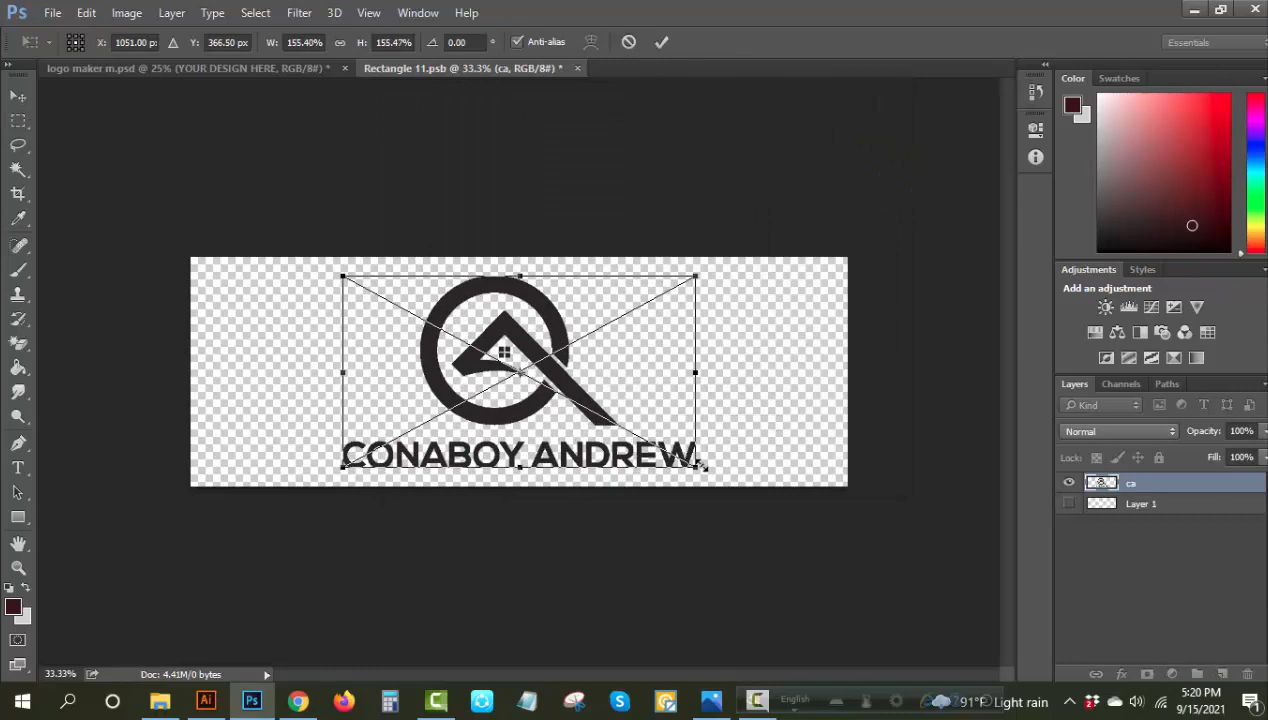 Ps File Edit Image Layer Type Select Filter 3D View Window Help
X: 1051.00 px Y: 366.50 px W: 155.40% H: 155.47% 0.00 ° Anti-alias Essentials
logo maker m.psd @ 25% (YOUR DESIGN HERE, RGB/8#) * × Rectangle 11.psb @ 33.3% (ca, RGB/8#) * ×
Color Swatches
Adjustments Styles
Add an adjustment
Layers Channels Paths
Kind
Normal Opacity: 100%
Lock: Fill: 100%
ca
Layer 1
CONABOY ANDREW
33.33% Doc: 4.41M/0 bytes
Ai Ps English 91°F Light rain 5:20 PM
9/15/2021